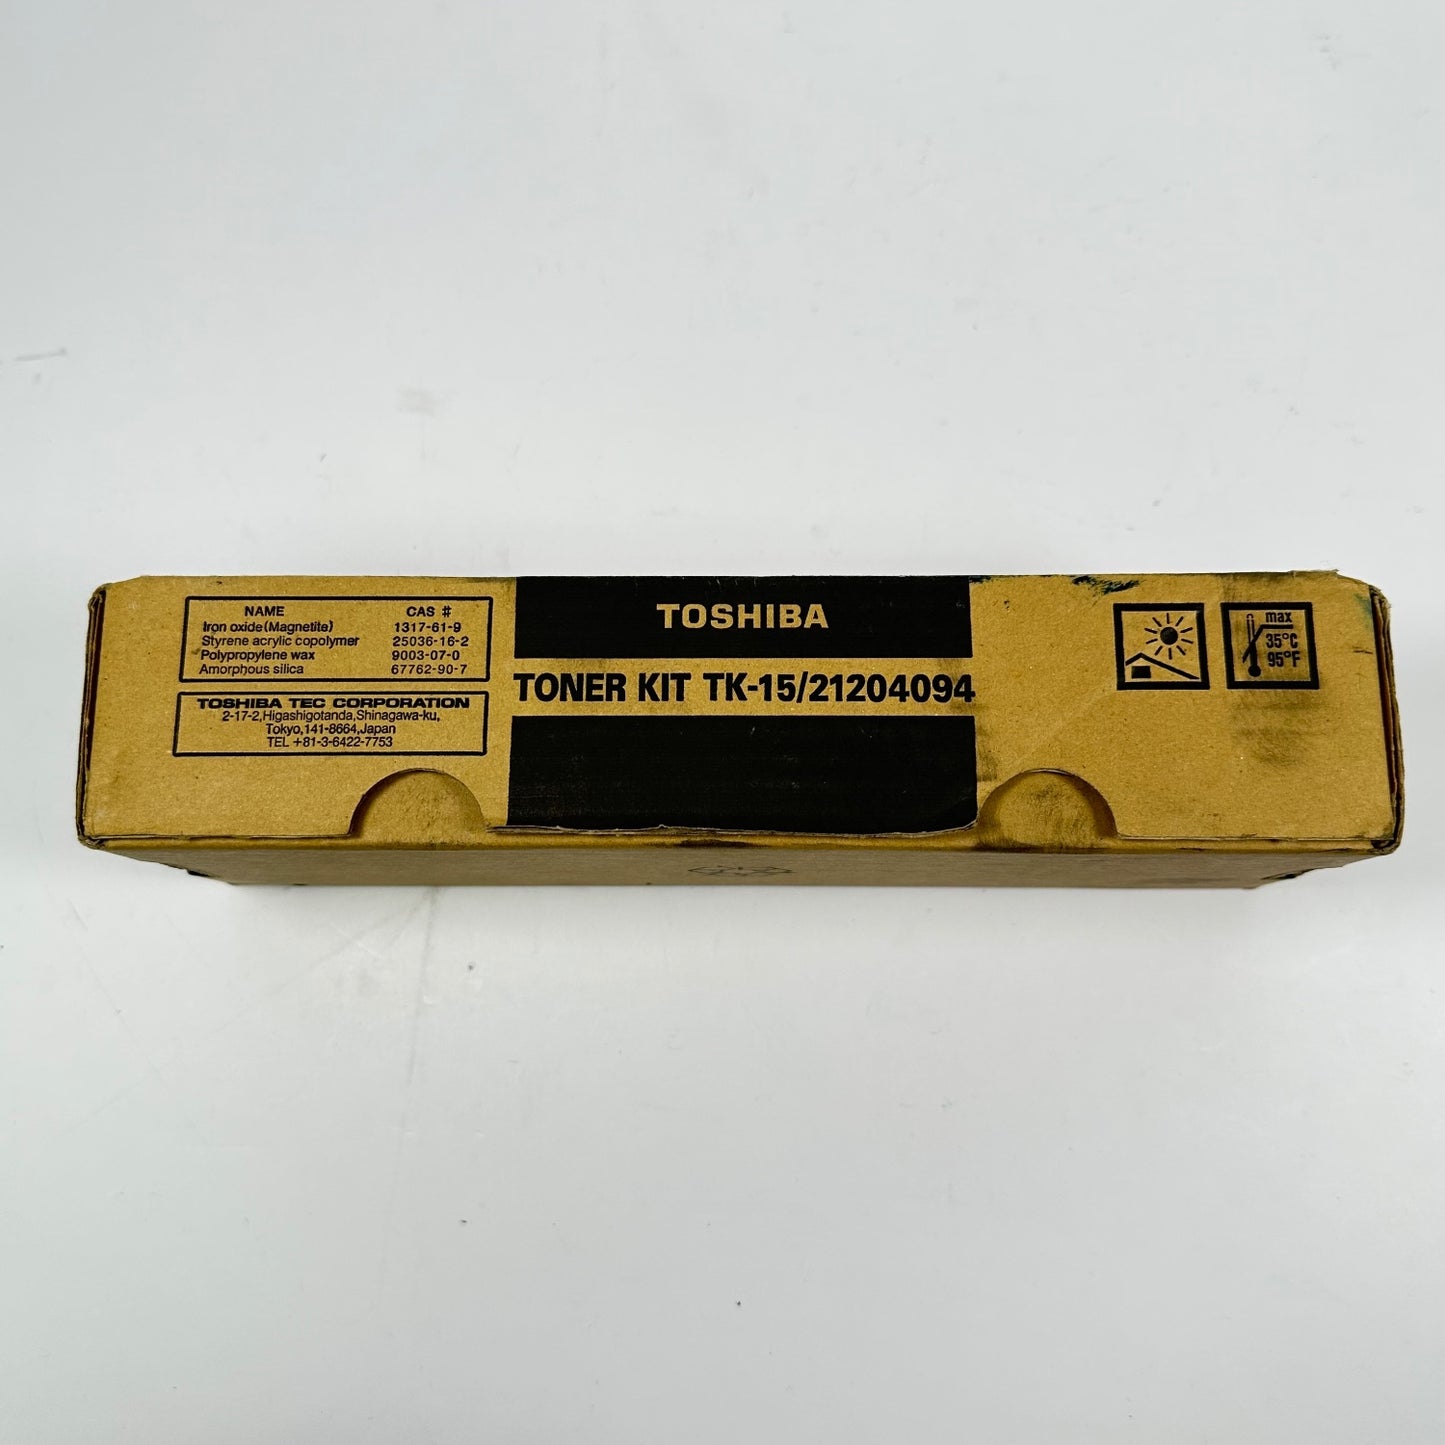 NAME CAS #
Iron oxide(Magnetite) 1317-61-9
Styrene acrylic copolymer 25036-16-2
Polypropylene wax 9003-07-0
Amorphous silica 67762-90-7
TOSHIBA TEC CORPORATION
2-17-2,Higashigotanda,Shinagawa-ku,
Tokyo,141-8664,Japan
TEL +81-3-6422-7753
TOSHIBA
TONER KIT TK-15/21204094
max
35°C
95°F